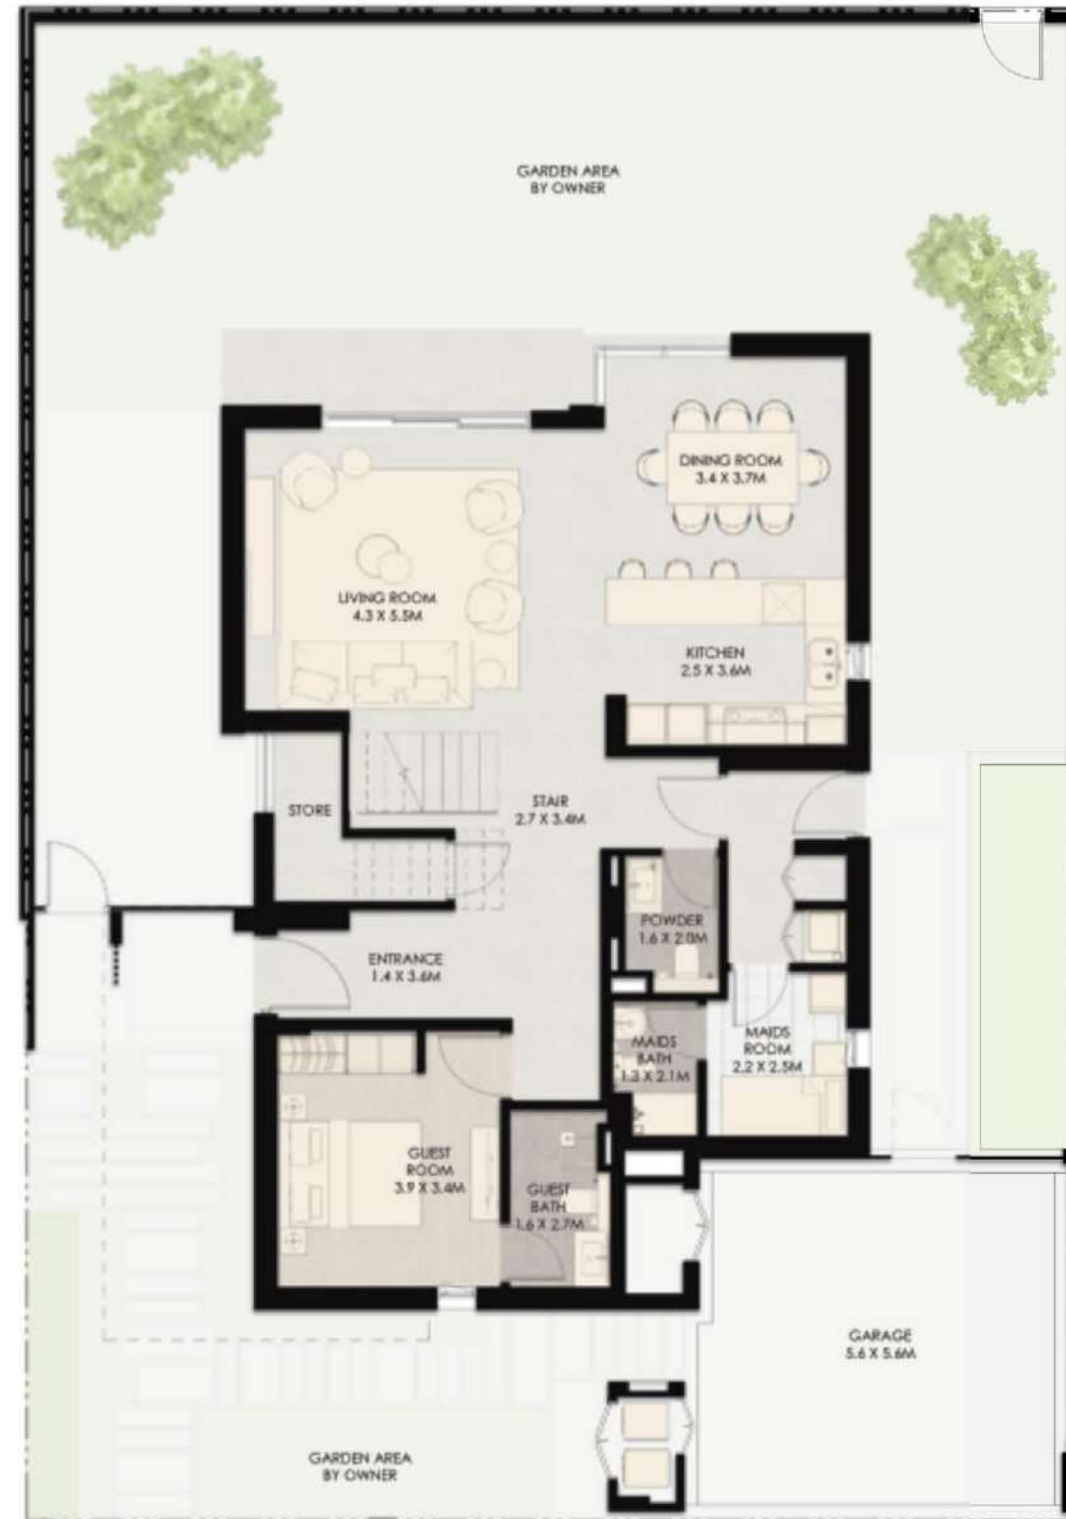 GARDEN AREA
BY OWNER
DINING ROOM
3.4 X 3.7M
LIVING ROOM
4.3 X 5.5M
KITCHEN
2.5 X 3.6M
STORE
STAIR
2.7 X 3.4M
POWDER
1.6 X 2.0M
ENTRANCE
1.4 X 3.6M
MAIDS
BATH
1.3 X 2.1M
MAIDS
ROOM
2.2 X 2.5M
GUEST
ROOM
3.9 X 3.4M
GUEST
BATH
1.6 X 2.7M
GARAGE
5.6 X 5.6M
GARDEN AREA
BY OWNER